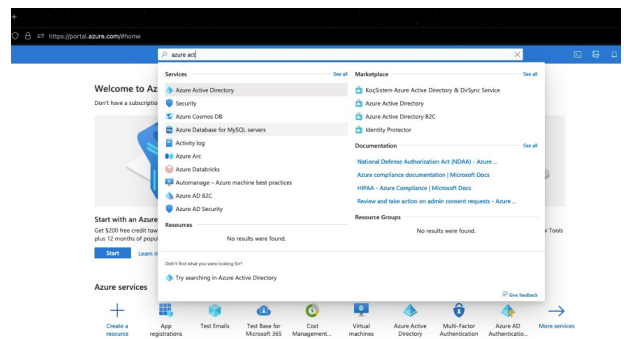 https://portal.azure.com/#home
azure act
Welcome to Az
Don't have a subscriptio
Services
See all
Azure Active Directory
Security
Azure Cosmos DB
Azure Database for MySQL servers
Activity log
Azure Arc
Azure Databricks
Automanage – Azure machine best practices
Azure AD B2C
Azure AD Security
Resources
No results were found.
Marketplace
See all
KoçSistem Azure Active Directory & DirSync Service
Azure Active Directory
Azure Active Directory B2C
Identity Protector
Documentation
See all
National Defense Authorization Act (NDAA) - Azure ...
Azure compliance documentation | Microsoft Docs
HIPAA - Azure Compliance | Microsoft Docs
Review and take action on admin consent requests - Azure ...
Resource Groups
No results were found.
Didn't find what you were looking for?
Try searching in Azure Active Directory
Give feedback
Start with an Azure
Get $200 free credit tow
plus 12 months of popul
Start
Learn m
r Tools
Azure services
Create a
resource
App
registrations
Test Emails
Test Base for
Microsoft 365
Cost
Management...
Virtual
machines
Azure Active
Directory
Multi-Factor
Authentication
Azure AD
Authenticatio...
More services